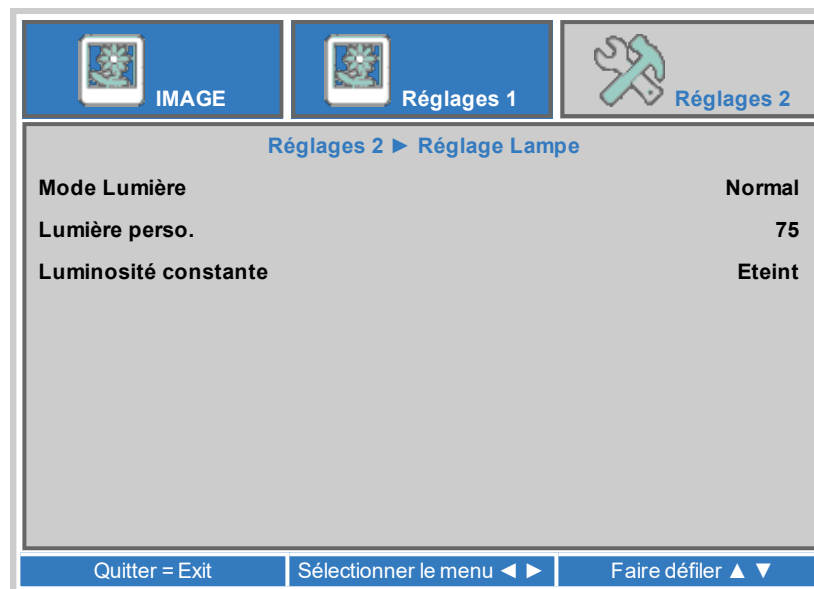 IMAGE
Réglages 1
Réglages 2
Réglages 2 ► Réglage Lampe
Mode Lumière Normal
Lumière perso. 75
Luminosité constante Eteint
Quitter = Exit
Sélectionner le menu ◄ ►
Faire défiler ▲ ▼